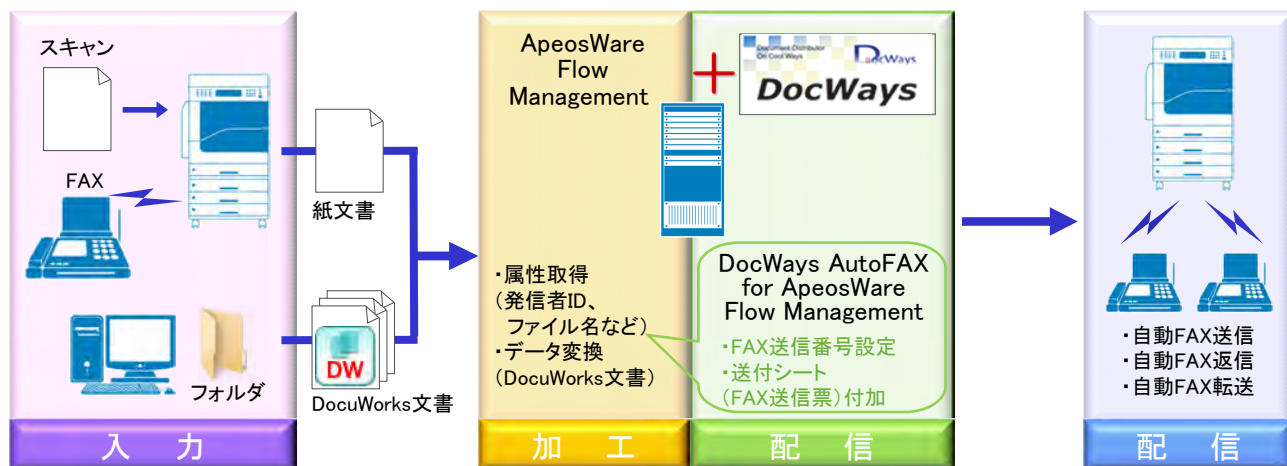 スキャン
FAX
フォルダ
入 力
紙文書
DW
DocuWorks文書
ApeosWare
Flow
Management
・属性取得
(発信者ID、
ファイル名など)
・データ変換
(DocuWorks文書)
加 工
+
Document Distributor
On Cool Ways
DocWays
DocWays
DocWays AutoFAX
for ApeosWare
Flow Management
・FAX送信番号設定
・送付シート
(FAX送信票)付加
配 信
・自動FAX送信
・自動FAX返信
・自動FAX転送
配 信